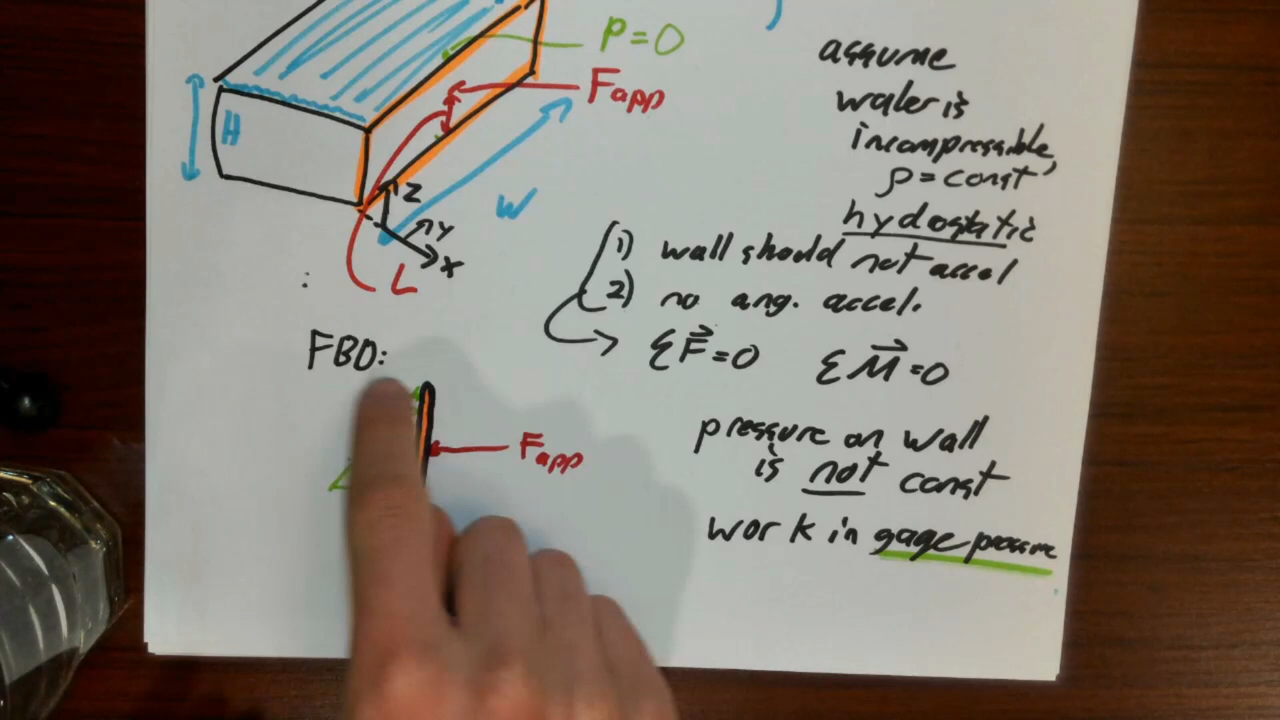 P=0
Fapp
H
W
Z
Y
X
L
assume
water is
incompressible,
ρ=const
hydostatic
1) wall should not accel
2) no ang. accel.
ΣF⃗=0 ΣM⃗=0
FBD:
Fapp
pressure on wall
is not const
work in gage pressure